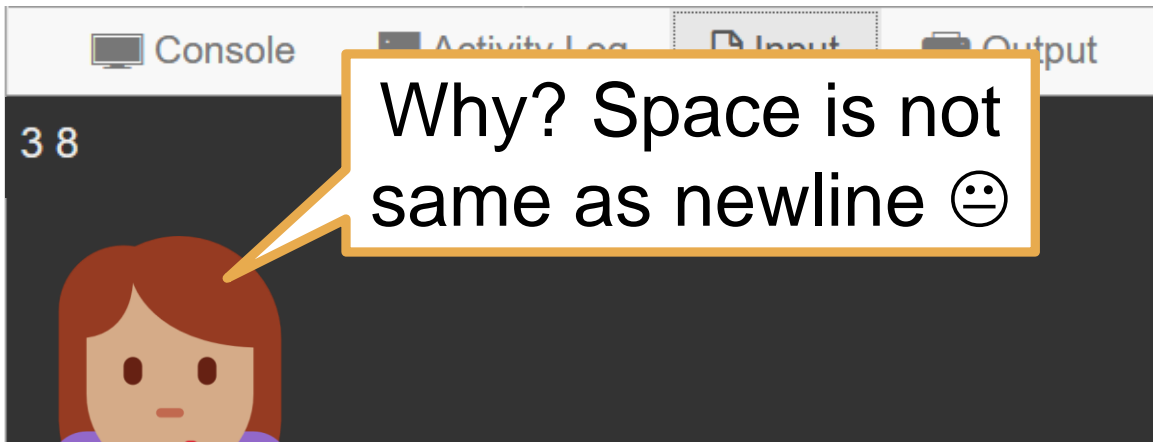 Console Activity Log Input Output
3 8
Why? Space is not
same as newline 😐